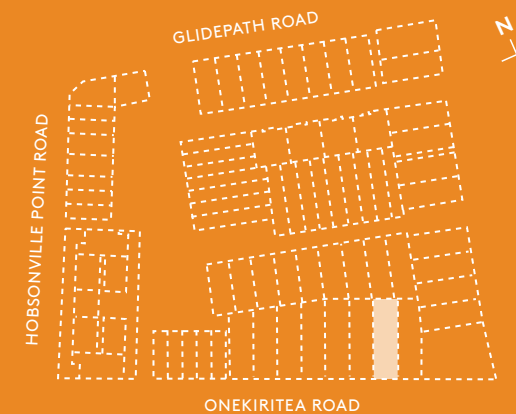 GLIDEPATH ROAD
N
HOBSONVILLE POINT ROAD
ONEKIRITEA ROAD